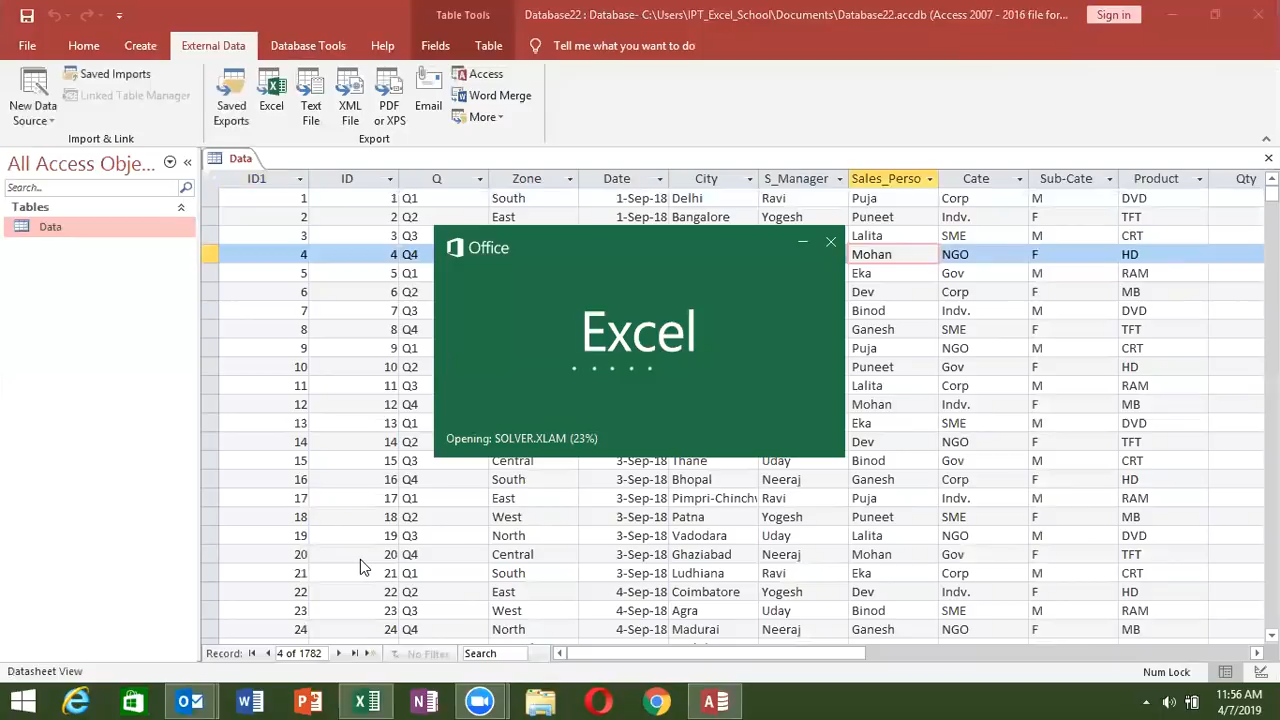 Table Tools
Database22 : Database- C:\Users\IPT_Excel_School\Documents\Database22.accdb (Access 2007 - 2016 file for...
Sign in
File Home Create External Data Database Tools Help Fields Table Tell me what you want to do
New Data Source
Saved Imports
Linked Table Manager
Saved Exports
Excel
Text File
XML File
PDF or XPS
Email
Access
Word Merge
More
Import & Link
Export
All Access Obje...
Search...
Tables
Data
Data
ID1 ID Q Zone Date City S_Manager Sales_Perso Cate Sub-Cate Product Qty
1 1 Q1 South 1-Sep-18 Delhi Ravi Puja Corp M DVD
2 2 Q2 East 1-Sep-18 Bangalore Yogesh Puneet Indv. F TFT
3 3 Q3 Lalita SME M CRT
4 4 Q4 Mohan NGO F HD
5 5 Q1 Eka Gov M RAM
6 6 Q2 Dev Corp F MB
7 7 Q3 Binod Indv. M DVD
8 8 Q4 Ganesh SME F TFT
9 9 Q1 Puja NGO M CRT
10 10 Q2 Puneet Gov F HD
11 11 Q3 Lalita Corp M RAM
12 12 Q4 Mohan Indv. F MB
13 13 Q1 Eka SME M DVD
14 14 Q2 Dev NGO F TFT
15 15 Q3 Central 3-Sep-18 Thane Uday Binod Gov M CRT
16 16 Q4 South 3-Sep-18 Bhopal Neeraj Ganesh Corp F HD
17 17 Q1 East 3-Sep-18 Pimpri-Chinchv Ravi Puja Indv. M RAM
18 18 Q2 West 3-Sep-18 Patna Yogesh Puneet SME F MB
19 19 Q3 North 3-Sep-18 Vadodara Uday Lalita NGO M DVD
20 20 Q4 Central 3-Sep-18 Ghaziabad Neeraj Mohan Gov F TFT
21 21 Q1 South 3-Sep-18 Ludhiana Ravi Eka Corp M CRT
22 22 Q2 East 4-Sep-18 Coimbatore Yogesh Dev Indv. F HD
23 23 Q3 West 4-Sep-18 Agra Uday Binod SME M RAM
24 24 Q4 North 4-Sep-18 Madurai Neeraj Ganesh NGO F MB
Office
Excel
Opening: SOLVER.XLAM (23%)
Record: 4 of 1782 No Filter Search
Datasheet View
Num Lock
11:56 AM
4/7/2019